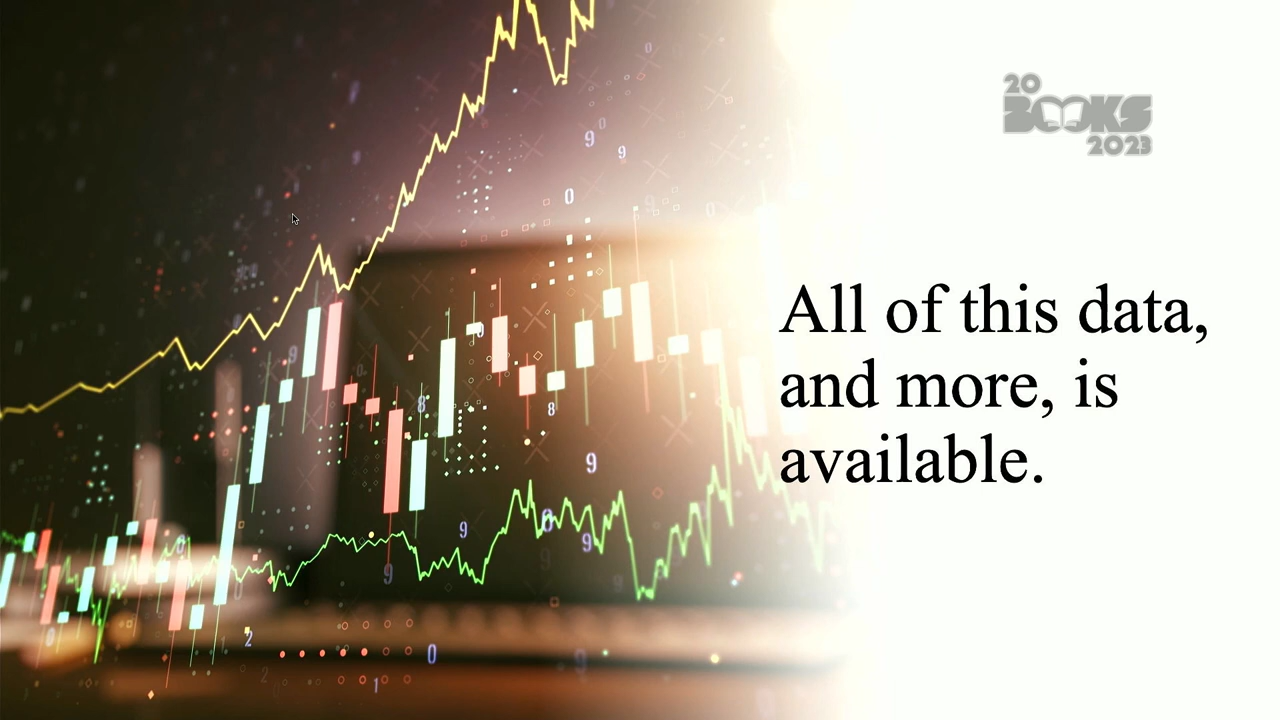 20
BOOKS
2023
All of this data,
and more, is
available.